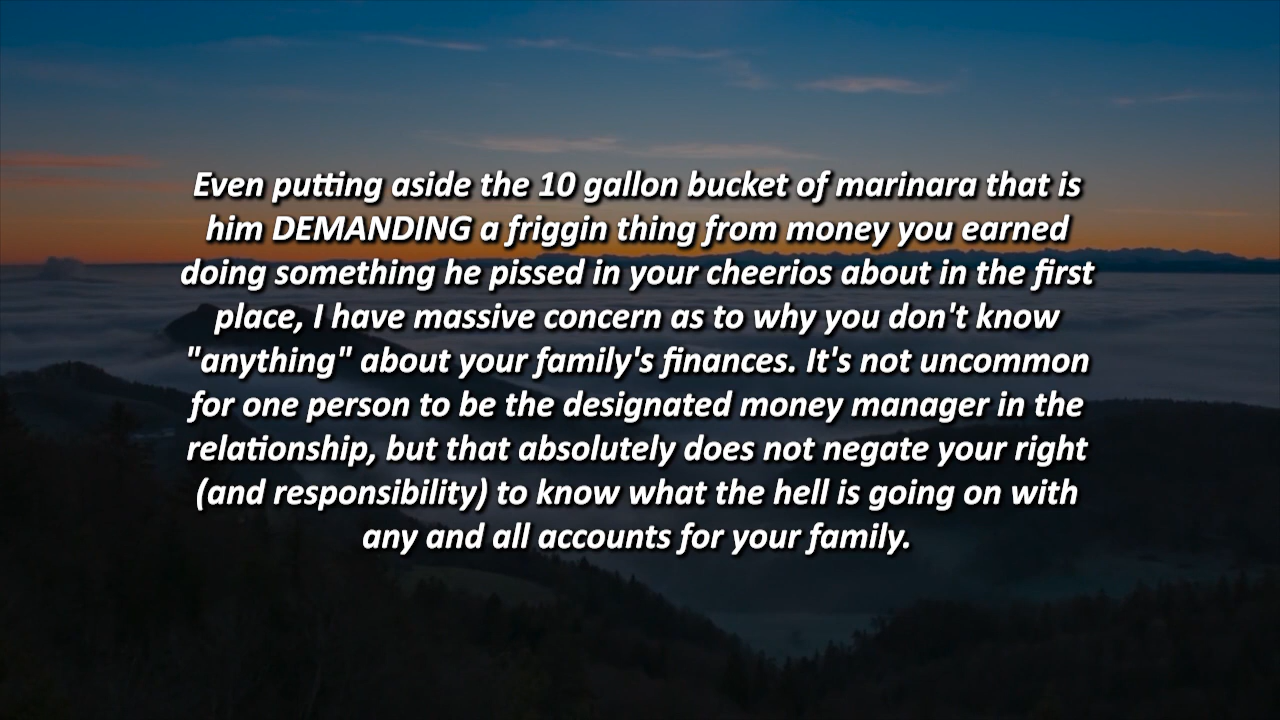 Even putting aside the 10 gallon bucket of marinara that is
him DEMANDING a friggin thing from money you earned
doing something he pissed in your cheerios about in the first
place, I have massive concern as to why you don't know
"anything" about your family's finances. It's not uncommon
for one person to be the designated money manager in the
relationship, but that absolutely does not negate your right
(and responsibility) to know what the hell is going on with
any and all accounts for your family.